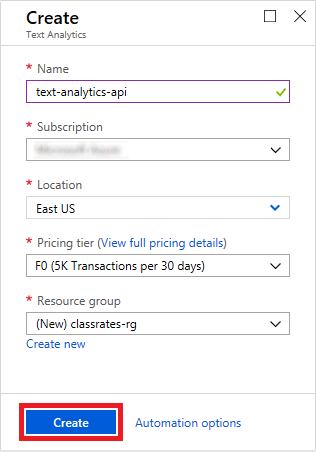 Create
Text Analytics
* Name
text-analytics-api
* Subscription
* Location
East US
* Pricing tier (View full pricing details)
F0 (5K Transactions per 30 days)
* Resource group
(New) classrates-rg
Create new
Create
Automation options